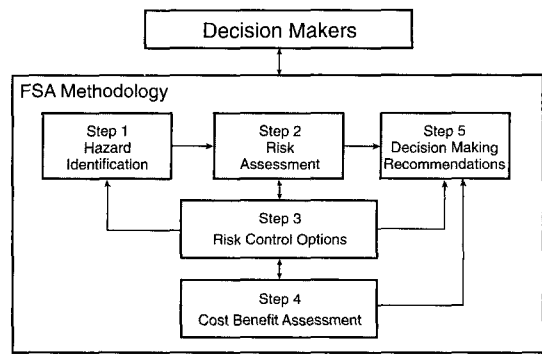 Decision Makers
FSA Methodology
Step 1
Hazard
Identification
Step 2
Risk
Assessment
Step 5
Decision Making
Recommendations
Step 3
Risk Control Options
Step 4
Cost Benefit Assessment